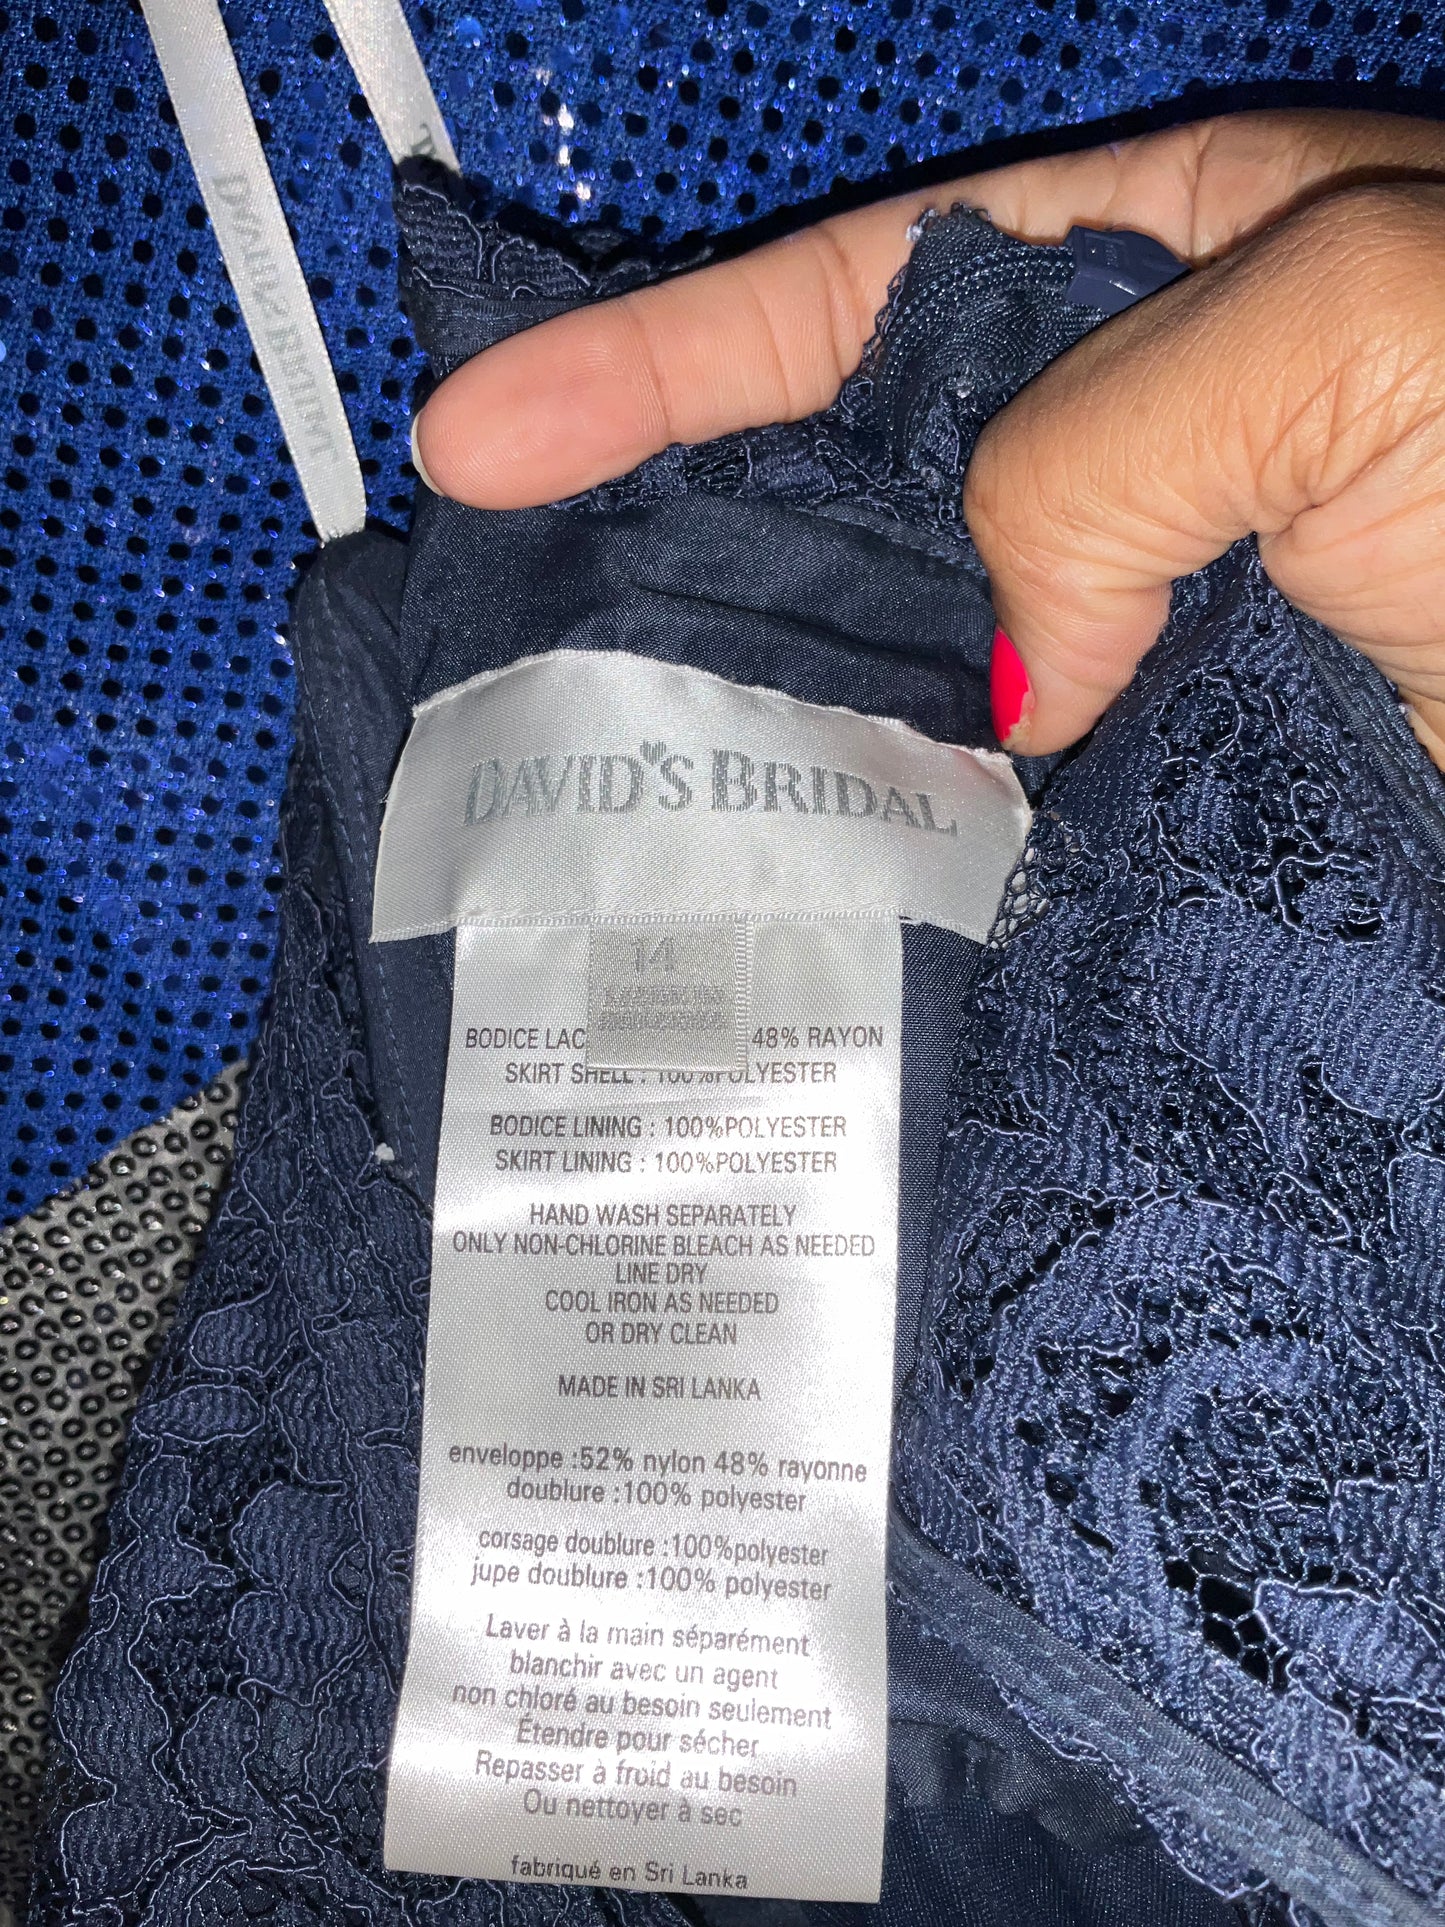 DAVID'S BRIDAL
DAVID'S BRIDAL
14
BODICE LAC 48% RAYON
SKIRT SHELL : 100%POLYESTER
BODICE LINING : 100%POLYESTER
SKIRT LINING : 100%POLYESTER
HAND WASH SEPARATELY
ONLY NON-CHLORINE BLEACH AS NEEDED
LINE DRY
COOL IRON AS NEEDED
OR DRY CLEAN
MADE IN SRI LANKA
enveloppe :52% nylon 48% rayonne
doublure :100% polyester
corsage doublure :100%polyester
jupe doublure :100% polyester
Laver à la main séparément
blanchir avec un agent
non chloré au besoin seulement
Étendre pour sécher
Repasser à froid au besoin
Ou nettoyer à sec
fabriqué en Sri Lanka